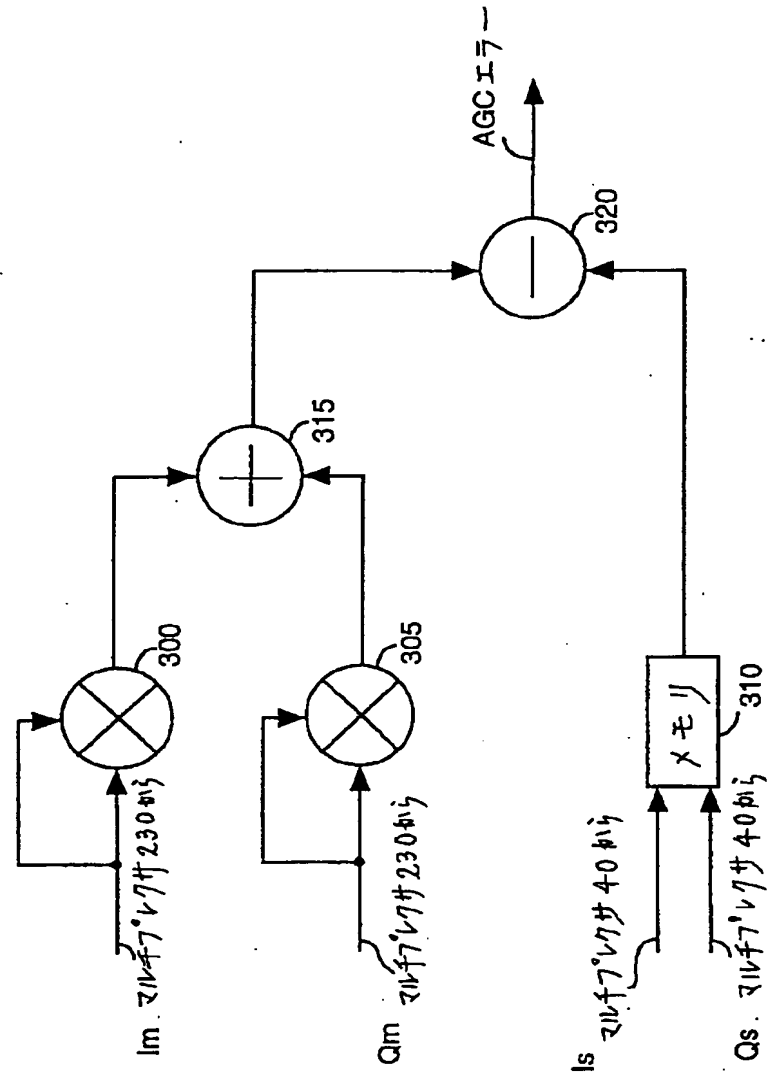 Im
マルチプレクサ230から
300
Qm
マルチプレクサ230から
305
315
Is
マルチプレクサ40から
Qs
マルチプレクサ40から
メモリ
310
320
AGCエラー